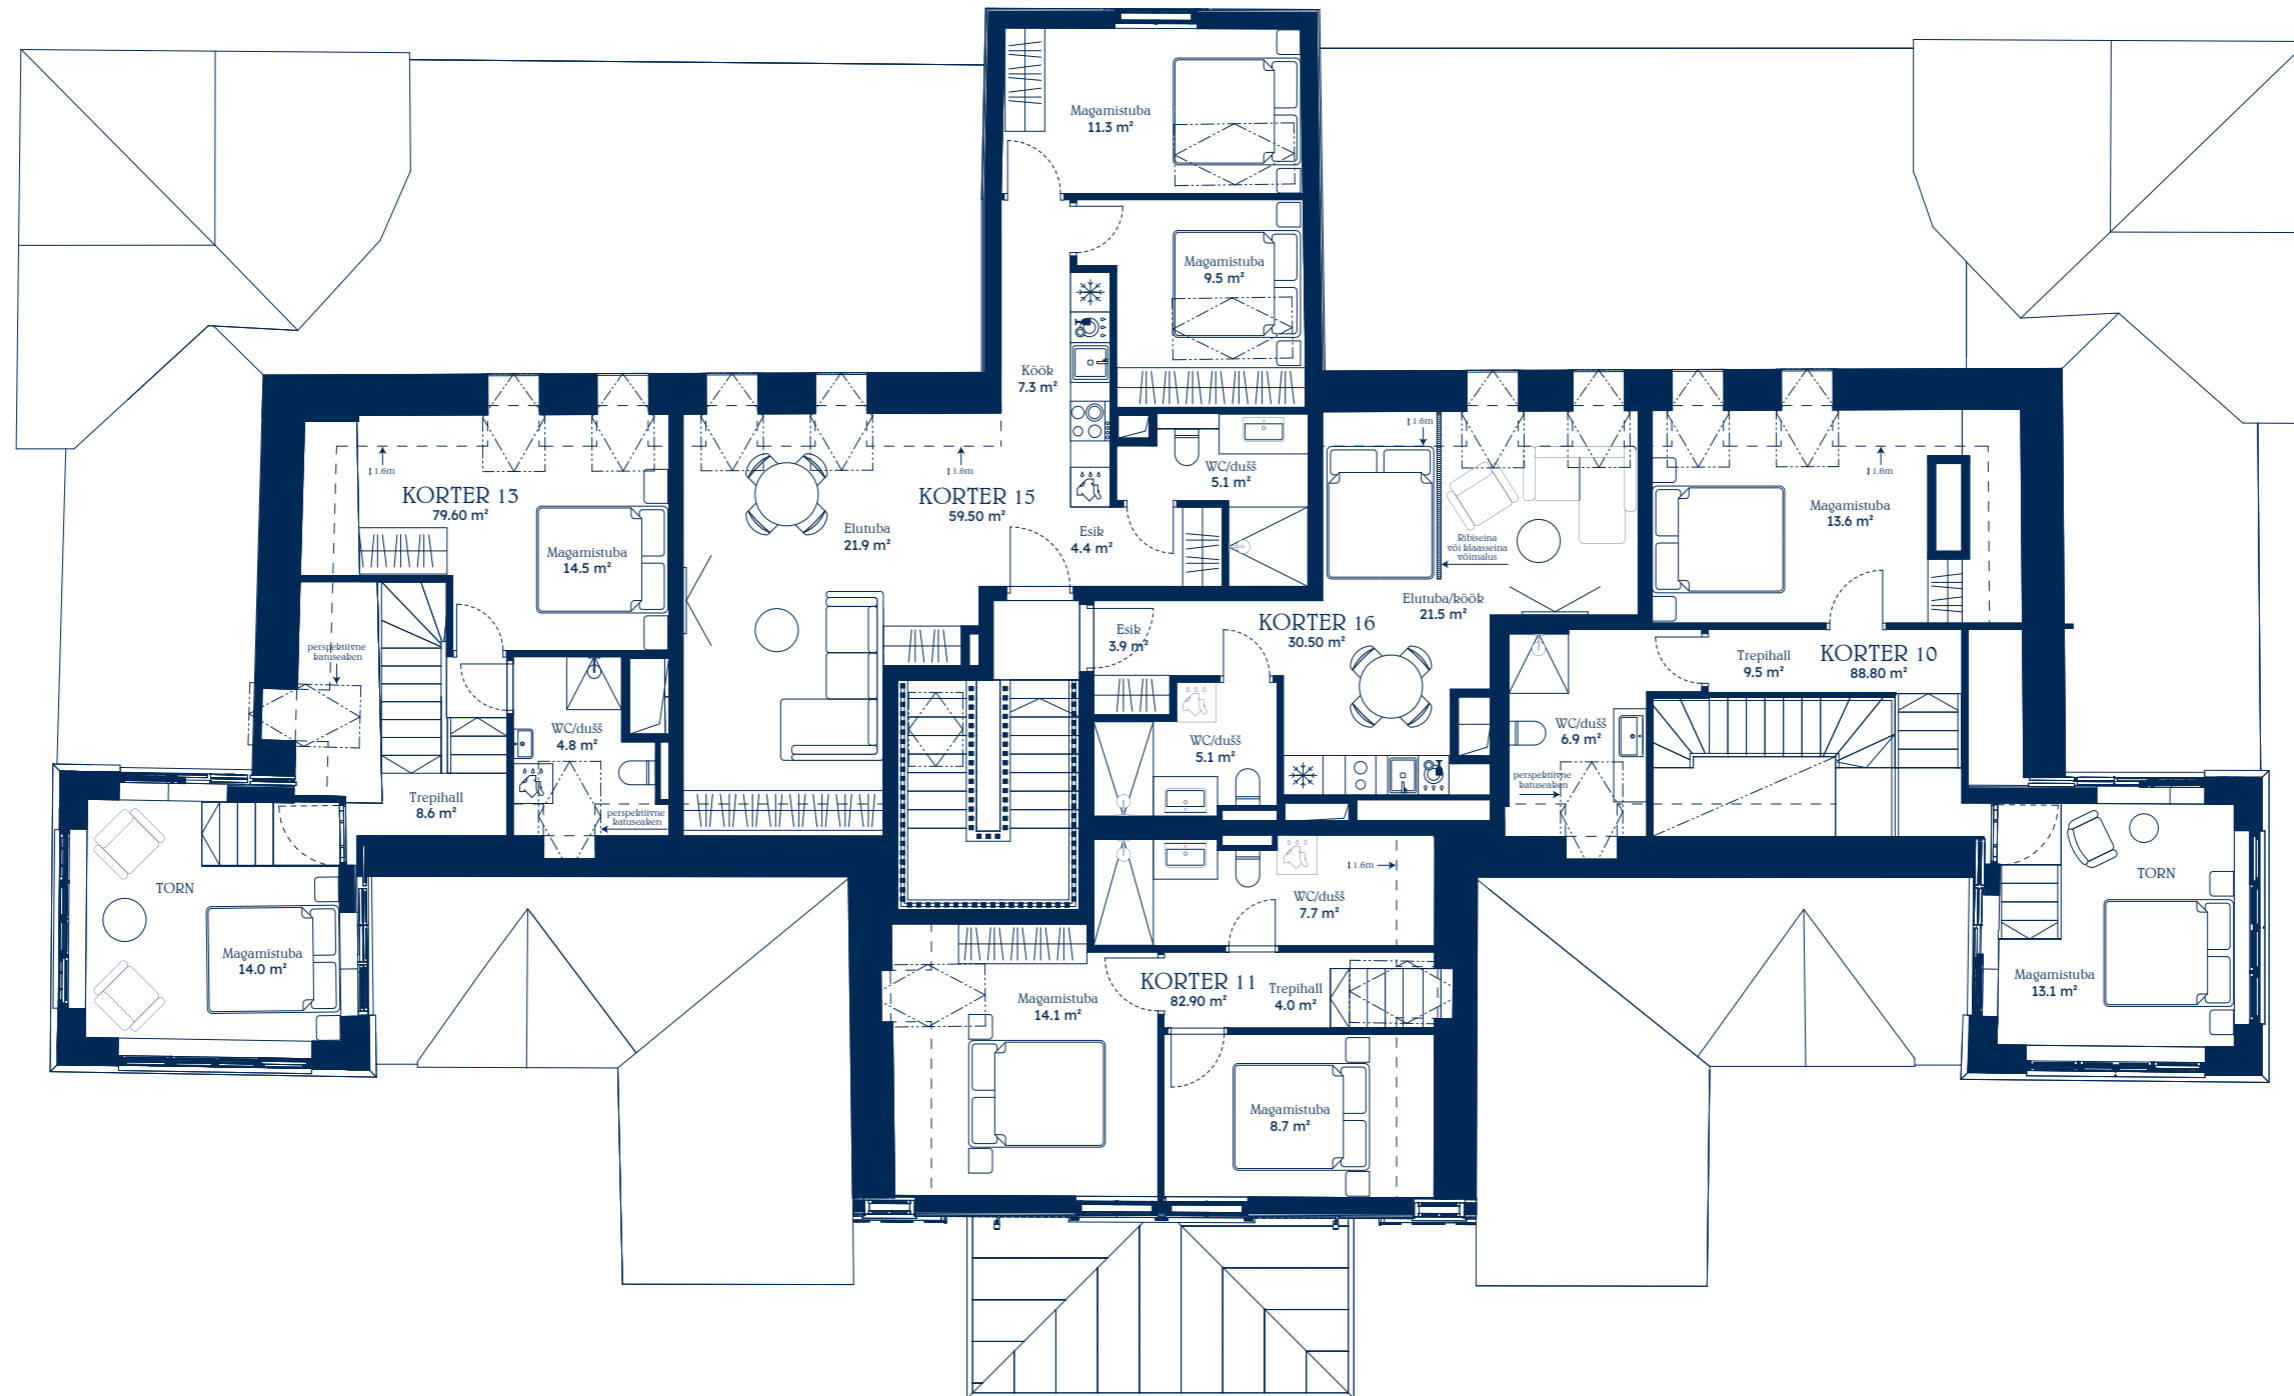 Magamistuba
11.3 m²
Magamistuba
9.5 m²
Köök
7.3 m²
1.6m
KORTER 13
79.60 m²
Magamistuba
14.5 m²
perspektiivne
katuseaken
WC/dušš
4.8 m²
perspektiivne
katuseaken
Trepihall
8.6 m²
TORN
Magamistuba
14.0 m²
1.6m
KORTER 15
59.50 m²
Elutuba
21.9 m²
Esik
4.4 m²
WC/dušš
5.1 m²
1.6m
Ribiseina
või klaasseina
võimalus
Elutuba/köök
21.5 m²
KORTER 16
30.50 m²
Esik
3.9 m²
WC/dušš
5.1 m²
1.6m
Magamistuba
13.6 m²
Trepihall
9.5 m²
KORTER 10
88.80 m²
WC/dušš
6.9 m²
perspektiivne
katuseaken
TORN
Magamistuba
13.1 m²
1.6m
WC/dušš
7.7 m²
KORTER 11
82.90 m²
Trepihall
4.0 m²
Magamistuba
14.1 m²
Magamistuba
8.7 m²